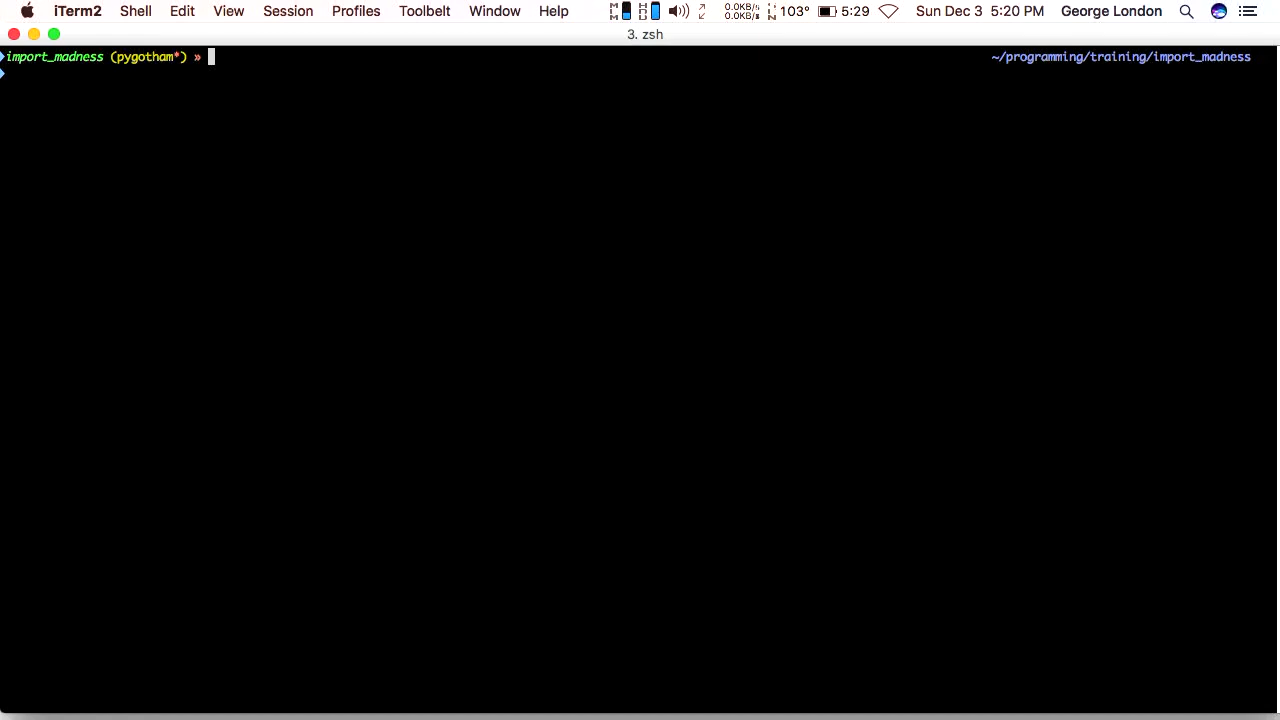 iTerm2 Shell Edit View Session Profiles Toolbelt Window Help 0.0KB/s 0.0KB/s 103° 5:29 Sun Dec 3 5:20 PM George London
3. zsh
import_madness (pygotham*) » ~/programming/training/import_madness